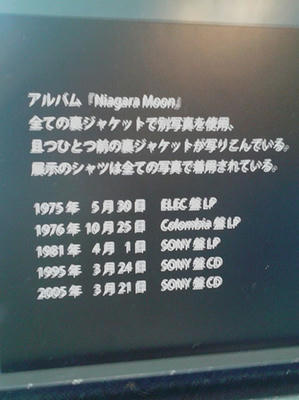 アルバム『Niagara Moon』
全ての裏ジャケットで別写真を使用、
且つひとつ前の裏ジャケットが写りこんでいる。
展示のシャツは全ての写真で着用されている。
1975年 5月30日 ELEC盤LP
1976年 10月25日 Colombia盤LP
1981年 4月 1日 SONY盤LP
1995年 3月24日 SONY盤CD
2005年 3月21日 SONY盤CD